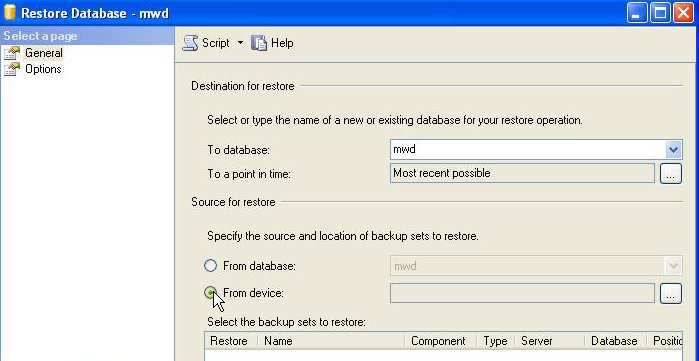 Restore Database - mwd
Select a page
General
Options
Script
Help
Destination for restore
Select or type the name of a new or existing database for your restore operation.
To database:
mwd
To a point in time:
Most recent possible
...
Source for restore
Specify the source and location of backup sets to restore.
From database:
mwd
From device:
...
Select the backup sets to restore:
Restore Name Component Type Server Database Positic